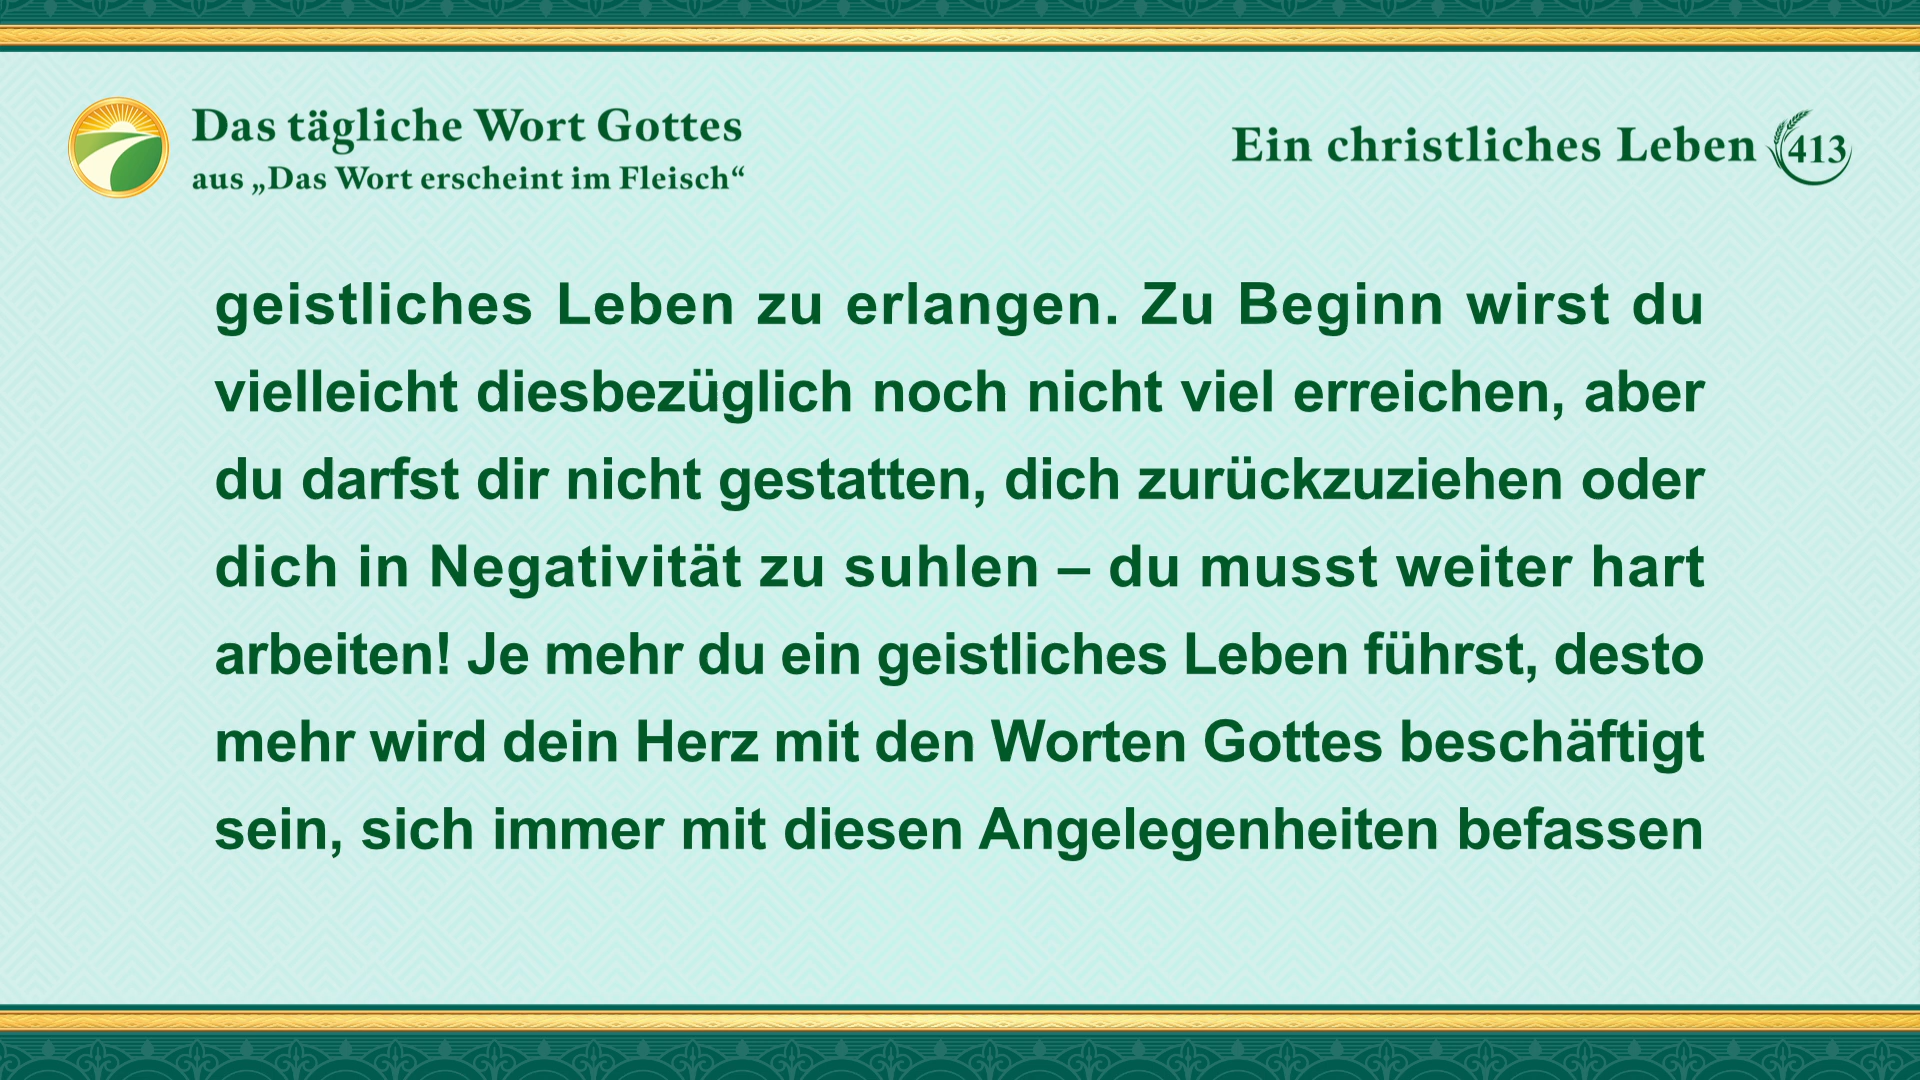 Das tägliche Wort Gottes
aus „Das Wort erscheint im Fleisch“
Ein christliches Leben 413
geistliches Leben zu erlangen. Zu Beginn wirst du
vielleicht diesbezüglich noch nicht viel erreichen, aber
du darfst dir nicht gestatten, dich zurückzuziehen oder
dich in Negativität zu suhlen – du musst weiter hart
arbeiten! Je mehr du ein geistliches Leben führst, desto
mehr wird dein Herz mit den Worten Gottes beschäftigt
sein, sich immer mit diesen Angelegenheiten befassen